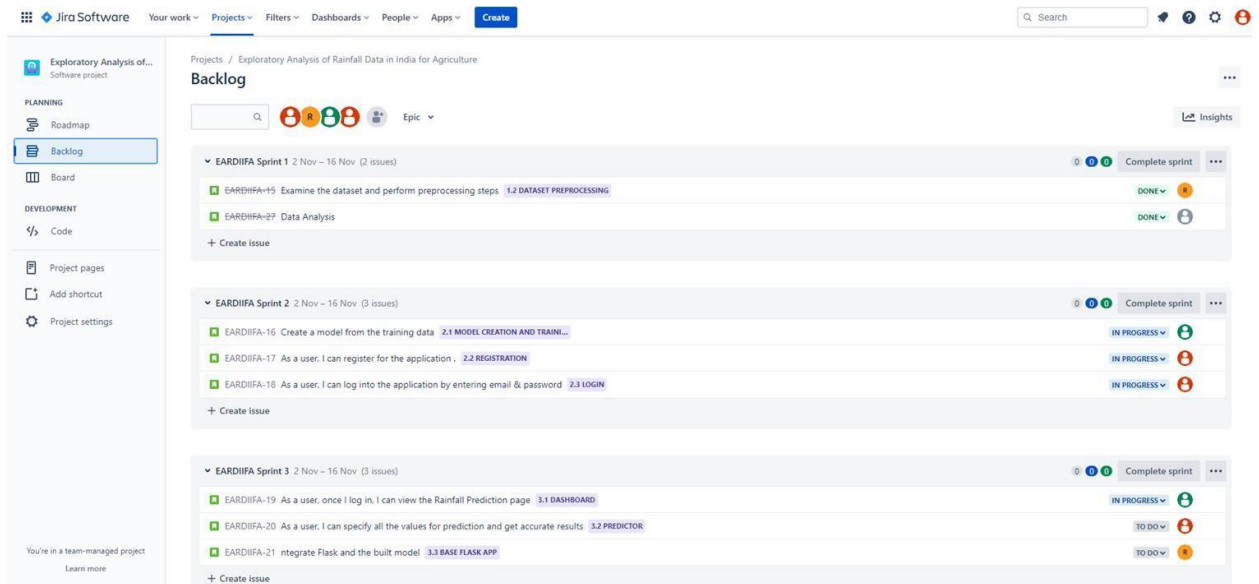 Jira Software Your work Projects Filters Dashboards People Apps Create Search
Exploratory Analysis of...
Software project
PLANNING
Roadmap
Backlog
Board
DEVELOPMENT
Code
Project pages
Add shortcut
Project settings
You're in a team-managed project
Learn more
Projects / Exploratory Analysis of Rainfall Data in India for Agriculture
Backlog
R Epic Insights
EARDIIFA Sprint 1 2 Nov – 16 Nov (2 issues) 0 0 0 Complete sprint
EARDIIFA-15 Examine the dataset and perform preprocessing steps 1.2 DATASET PREPROCESSING DONE R
EARDIIFA-27 Data Analysis DONE
+ Create issue
EARDIIFA Sprint 2 2 Nov – 16 Nov (3 issues) 0 0 0 Complete sprint
EARDIIFA-16 Create a model from the training data 2.1 MODEL CREATION AND TRAINI... IN PROGRESS
EARDIIFA-17 As a user, I can register for the application . 2.2 REGISTRATION IN PROGRESS
EARDIIFA-18 As a user, I can log into the application by entering email & password 2.3 LOGIN IN PROGRESS
+ Create issue
EARDIIFA Sprint 3 2 Nov – 16 Nov (3 issues) 0 0 0 Complete sprint
EARDIIFA-19 As a user, once I log in, I can view the Rainfall Prediction page 3.1 DASHBOARD IN PROGRESS
EARDIIFA-20 As a user, I can specify all the values for prediction and get accurate results 3.2 PREDICTOR TO DO
EARDIIFA-21 ntegrate Flask and the built model 3.3 BASE FLASK APP TO DO R
+ Create issue